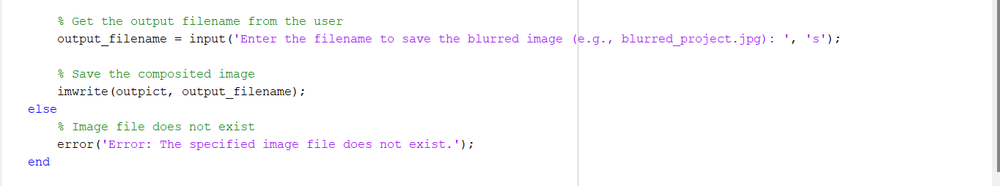 % Get the output filename from the user
output_filename = input('Enter the filename to save the blurred image (e.g., blurred_project.jpg): ', 's');
% Save the composited image
imwrite(outpict, output_filename);
else
% Image file does not exist
error('Error: The specified image file does not exist.');
end